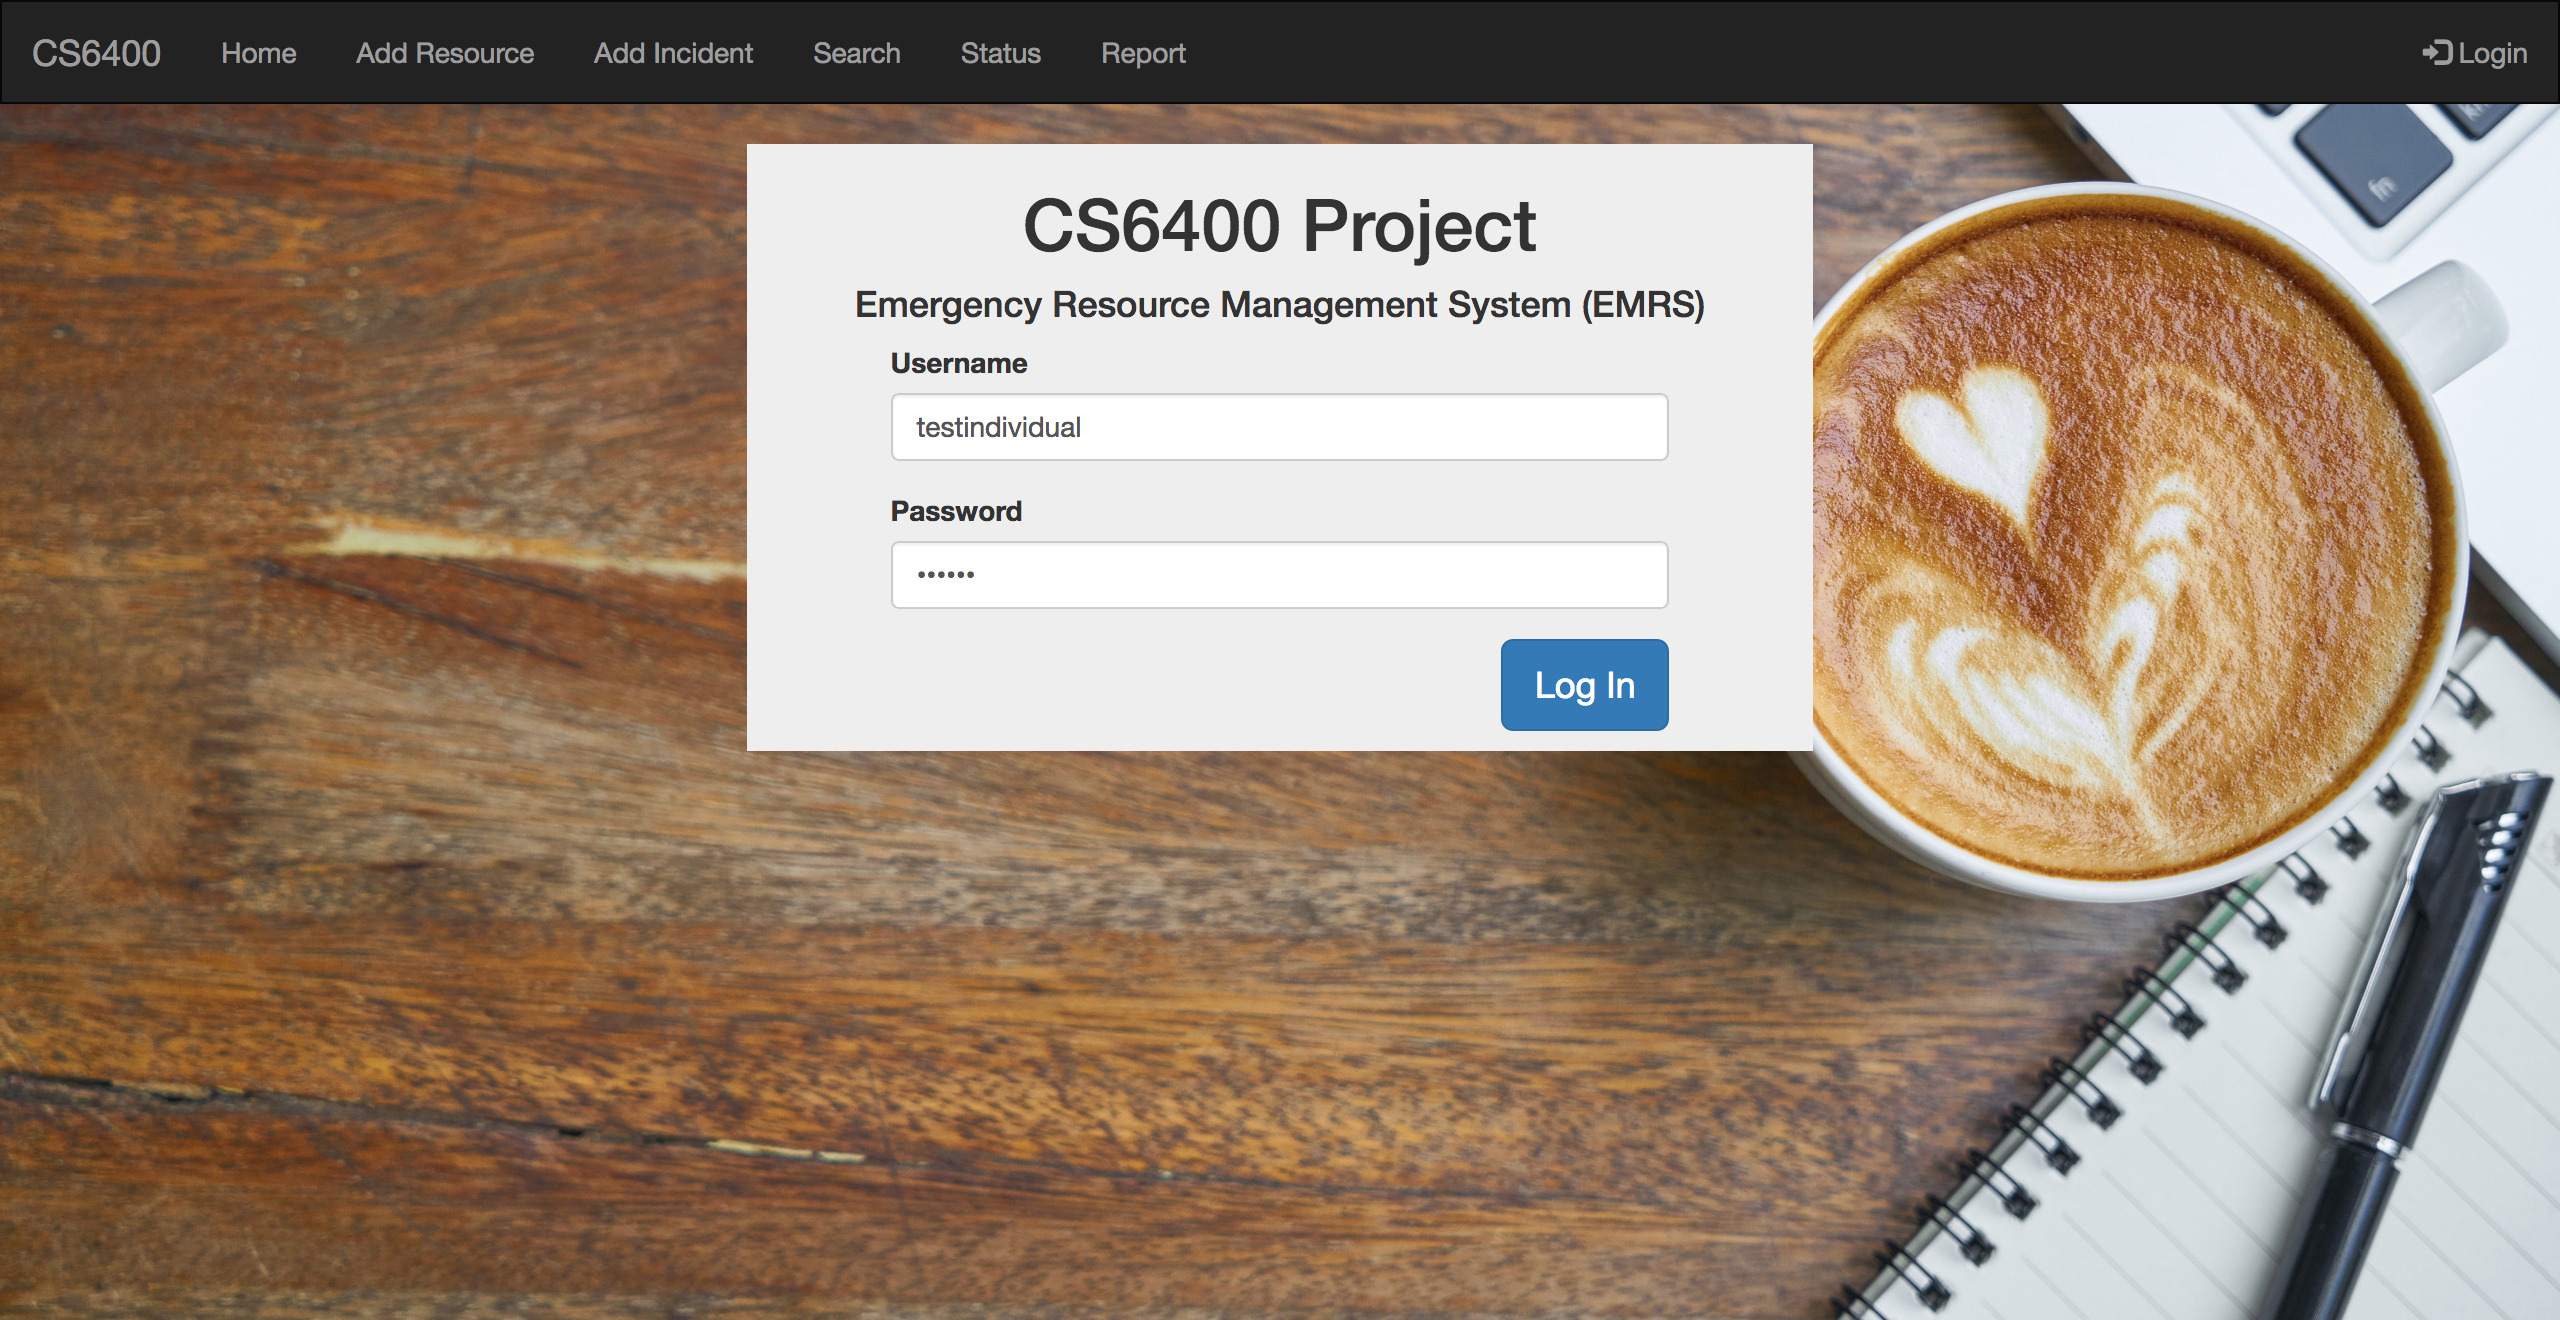 CS6400 Home Add Resource Add Incident Search Status Report Login
CS6400 Project
Emergency Resource Management System (EMRS)
Username
testindividual
Password
••••••
Log In
fn